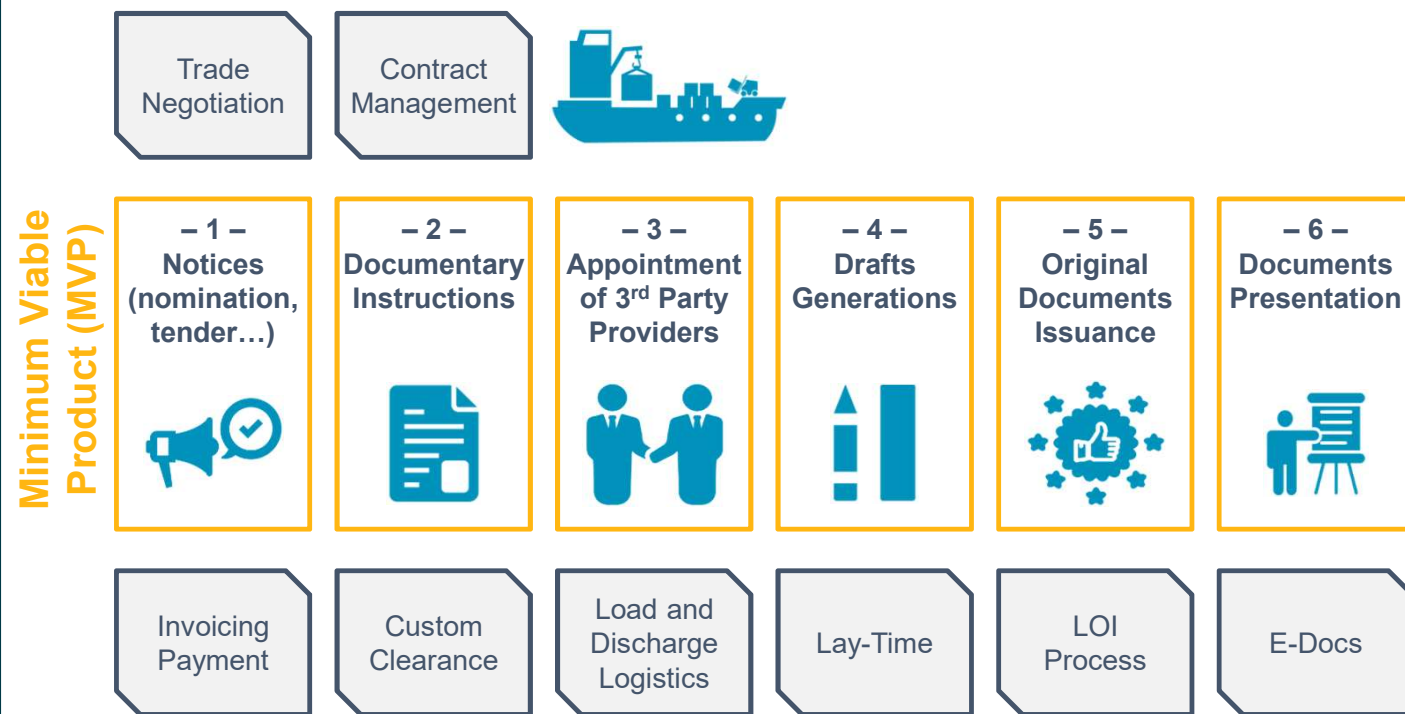 Trade
Negotiation
Contract
Management
Minimum Viable
Product (MVP)
– 1 –
Notices
(nomination,
tender…)
– 2 –
Documentary
Instructions
– 3 –
Appointment
of 3rd Party
Providers
– 4 –
Drafts
Generations
– 5 –
Original
Documents
Issuance
– 6 –
Documents
Presentation
Invoicing
Payment
Custom
Clearance
Load and
Discharge
Logistics
Lay-Time
LOI
Process
E-Docs